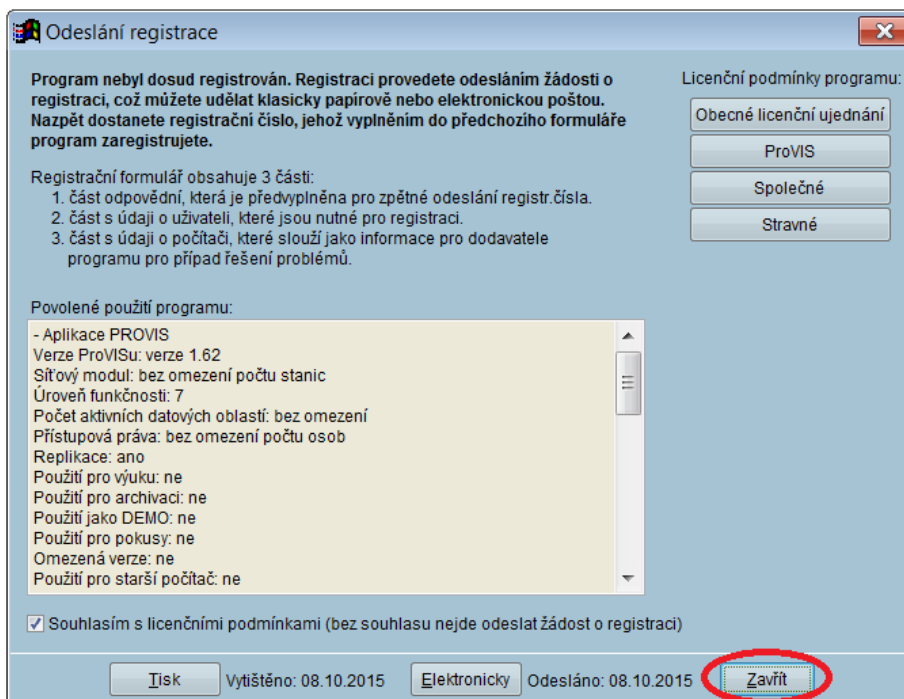 Odeslání registrace
Program nebyl dosud registrován. Registraci provedete odesláním žádosti o
registraci, což můžete udělat klasicky papírově nebo elektronickou poštou.
Nazpět dostanete registrační číslo, jehož vyplněním do předchozího formuláře
program zaregistrujete.
Registrační formulář obsahuje 3 části:
1. část odpovědní, která je předvyplněna pro zpětné odeslání registr.čísla.
2. část s údaji o uživateli, které jsou nutné pro registraci.
3. část s údaji o počítači, které slouží jako informace pro dodavatele
programu pro případ řešení problémů.
Licenční podmínky programu:
Obecné licenční ujednání
ProVIS
Společné
Stravné
Povolené použití programu:
- Aplikace PROVIS
Verze ProVISu: verze 1.62
Síťový modul: bez omezení počtu stanic
Úroveň funkčnosti: 7
Počet aktivních datových oblastí: bez omezení
Přístupová práva: bez omezení počtu osob
Replikace: ano
Použití pro výuku: ne
Použití pro archivaci: ne
Použití jako DEMO: ne
Použití pro pokusy: ne
Omezená verze: ne
Použití pro starší počítač: ne
Souhlasím s licenčními podmínkami (bez souhlasu nejde odeslat žádost o registraci)
Tisk Vytištěno: 08.10.2015 Elektronicky Odesláno: 08.10.2015 Zavřít